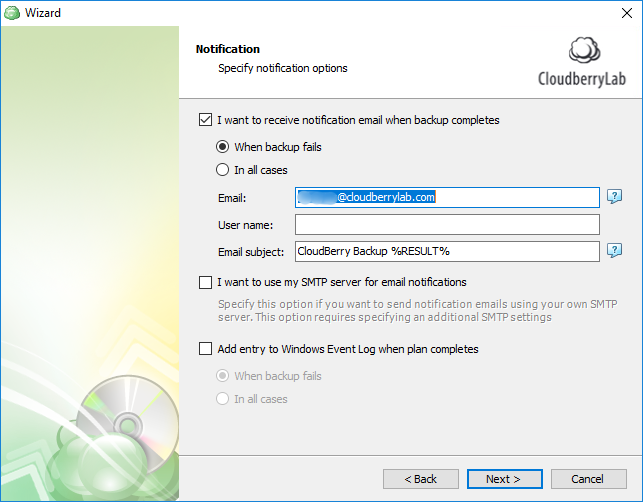 Wizard
Notification
Specify notification options
CloudberryLab
I want to receive notification email when backup completes
When backup fails
In all cases
Email:
@cloudberrylab.com
User name:
Email subject:
CloudBerry Backup %RESULT%
I want to use my SMTP server for email notifications
Specify this option if you want to send notification emails using your own SMTP
server. This option requires specifying an additional SMTP settings
Add entry to Windows Event Log when plan completes
When backup fails
In all cases
< Back
Next >
Cancel